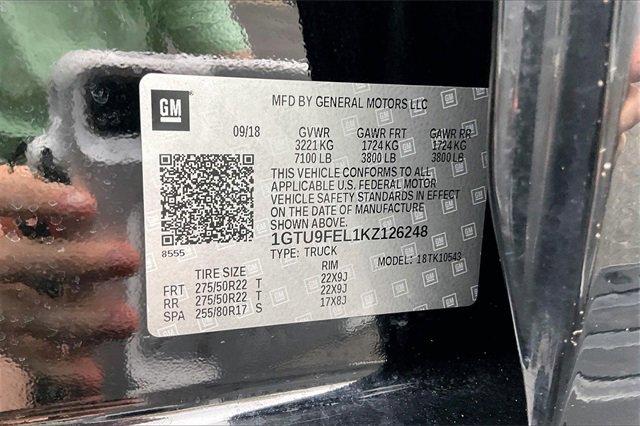 GM
MFD BY GENERAL MOTORS LLC
09/18 GVWR GAWR FRT GAWR RR
3221 KG 1724 KG 1724 KG
7100 LB 3800 LB 3800 LB
THIS VEHICLE CONFORMS TO ALL
APPLICABLE U.S. FEDERAL MOTOR
VEHICLE SAFETY STANDARDS IN EFFECT
ON THE DATE OF MANUFACTURE
SHOWN ABOVE.
8555
1GTU9FEL1KZ126248
TYPE: TRUCK MODEL: 18TK10543
TIRE SIZE RIM
FRT 275/50R22 T 22X9J
RR 275/50R22 T 22X9J
SPA 255/80R17 S 17X8J